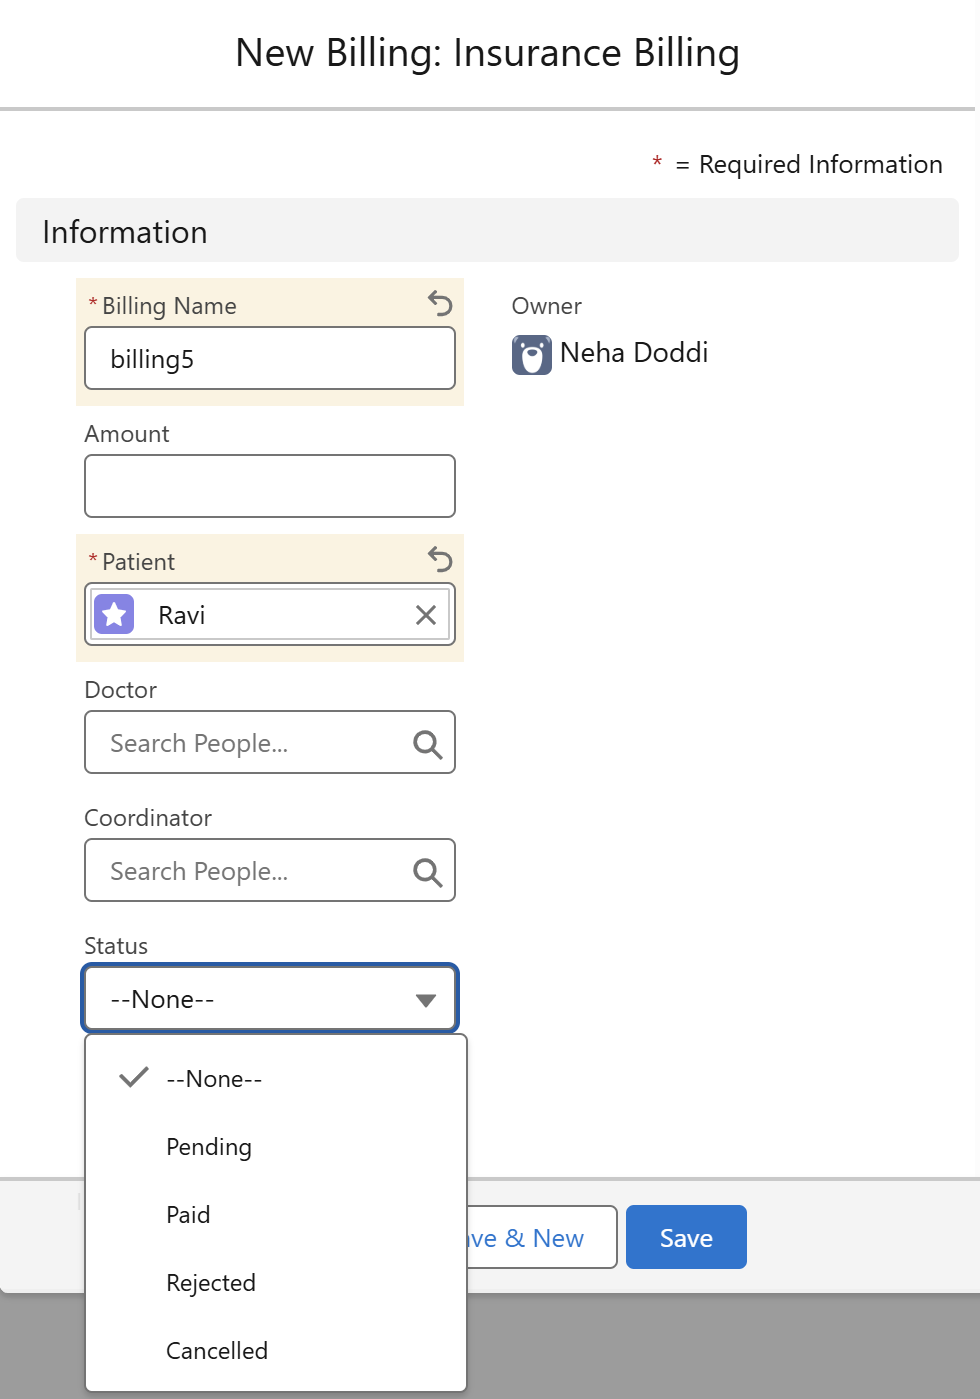 New Billing: Insurance Billing
* = Required Information
Information
*Billing Name
billing5
Owner
Neha Doddi
Amount
*Patient
Ravi
Doctor
Search People...
Coordinator
Search People...
Status
--None--
--None--
Pending
Paid
Rejected
Cancelled
& New
Save